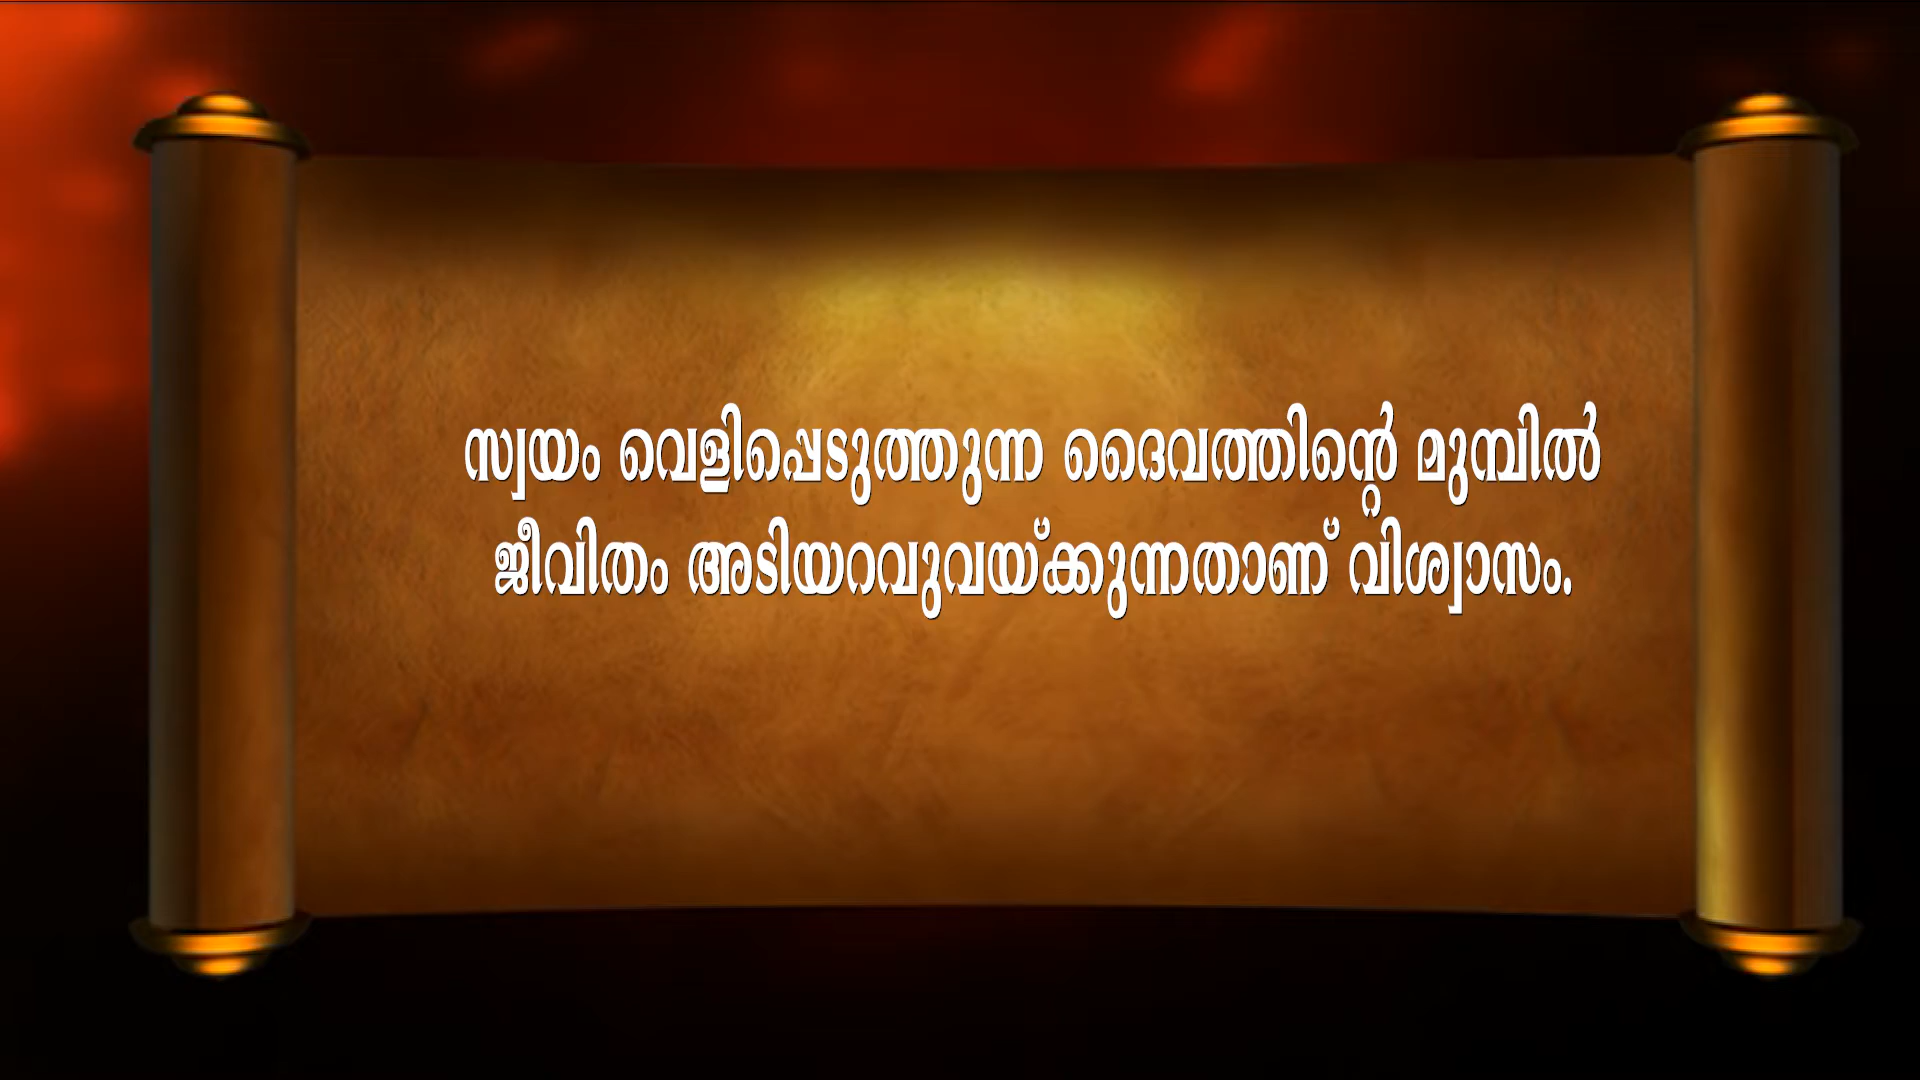 സ്വയം വെളിപ്പെടുത്തുന്ന ദൈവത്തിന്റെ മുമ്പിൽ
ജീവിതം അടിയറവുവയ്ക്കുന്നതാണ് വിശ്വാസം.